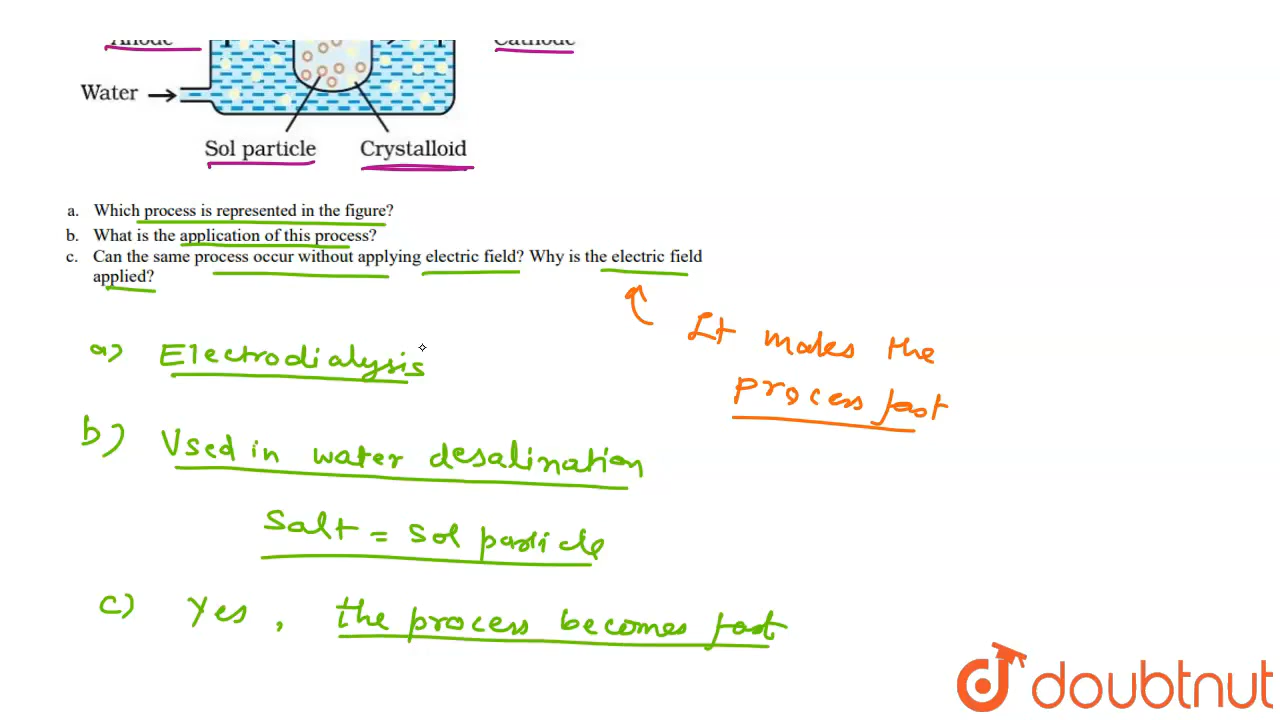 Anode Cathode
Water
Sol particle Crystalloid
a. Which process is represented in the figure?
b. What is the application of this process?
c. Can the same process occur without applying electric field? Why is the electric field
applied?
It makes the
process fast
a) Electrodialysis
b) Used in water desalination
Salt = Sol particle
c) Yes, the process becomes fast
doubtnut